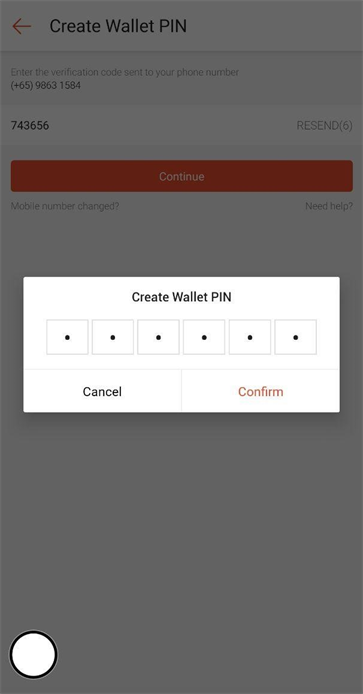 Create Wallet PIN
Enter the verification code sent to your phone number
(+65) 9863 1584
743656 RESEND(6)
Continue
Mobile number changed? Need help?
Create Wallet PIN
Cancel Confirm